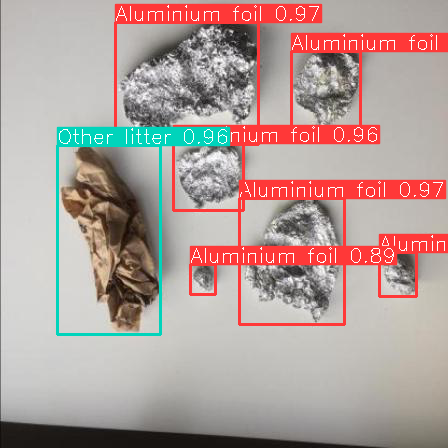 Aluminium foil 0.97
Aluminium foil
Other litter 0.96
nium foil 0.96
Aluminium foil 0.97
Alumin
Aluminium foil 0.89